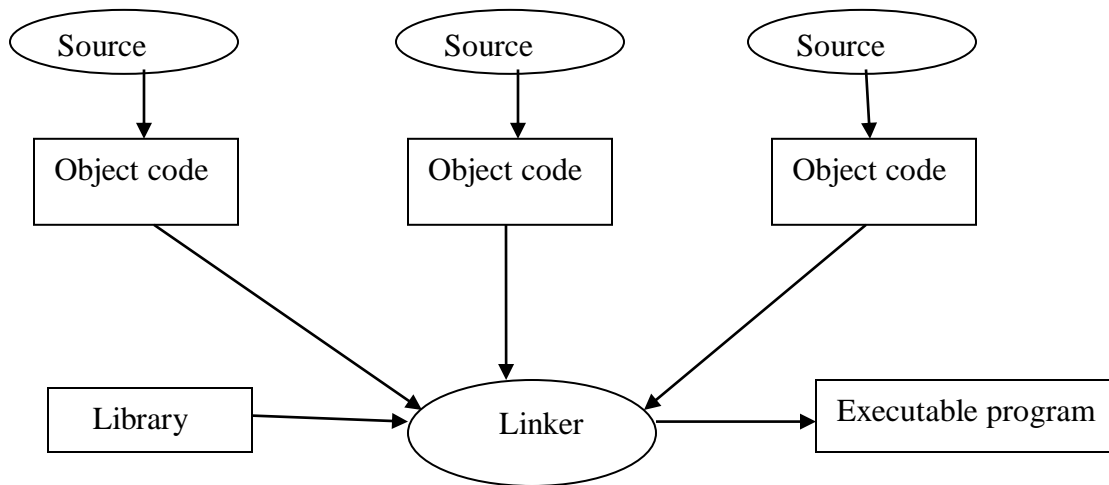 Source
Source
Source
Object code
Object code
Object code
Library
Linker
Executable program